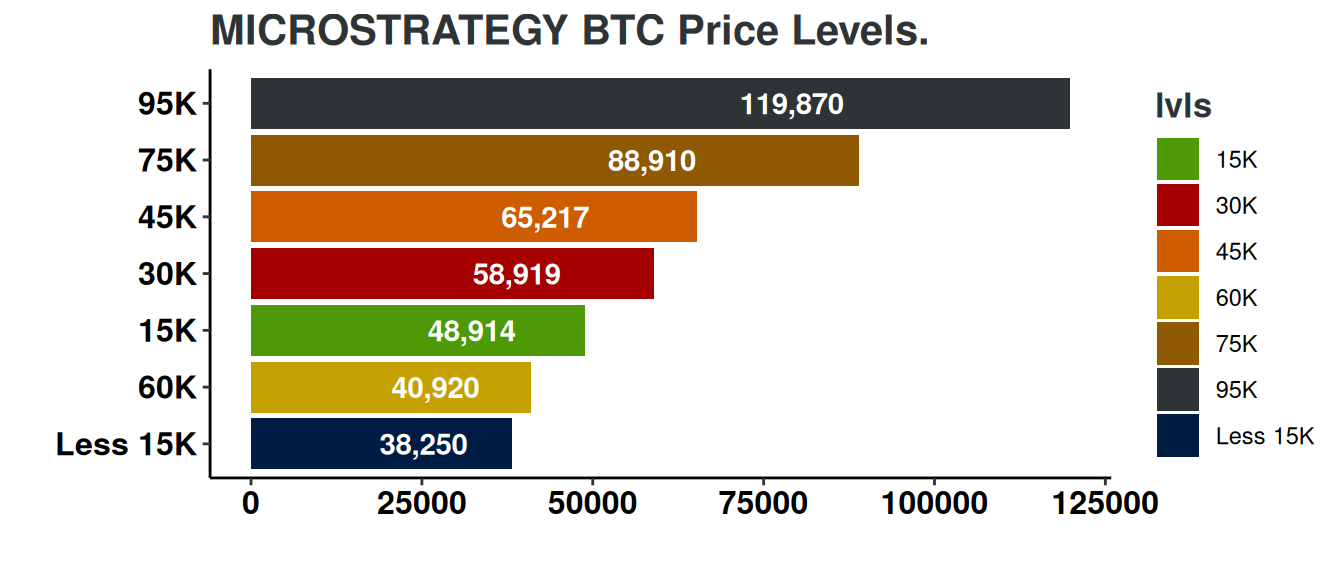 MICROSTRATEGY BTC Price Levels.
95K 119,870
75K 88,910
45K 65,217
30K 58,919
15K 48,914
60K 40,920
Less 15K 38,250
0 25000 50000 75000 100000 125000
lvls
15K
30K
45K
60K
75K
95K
Less 15K